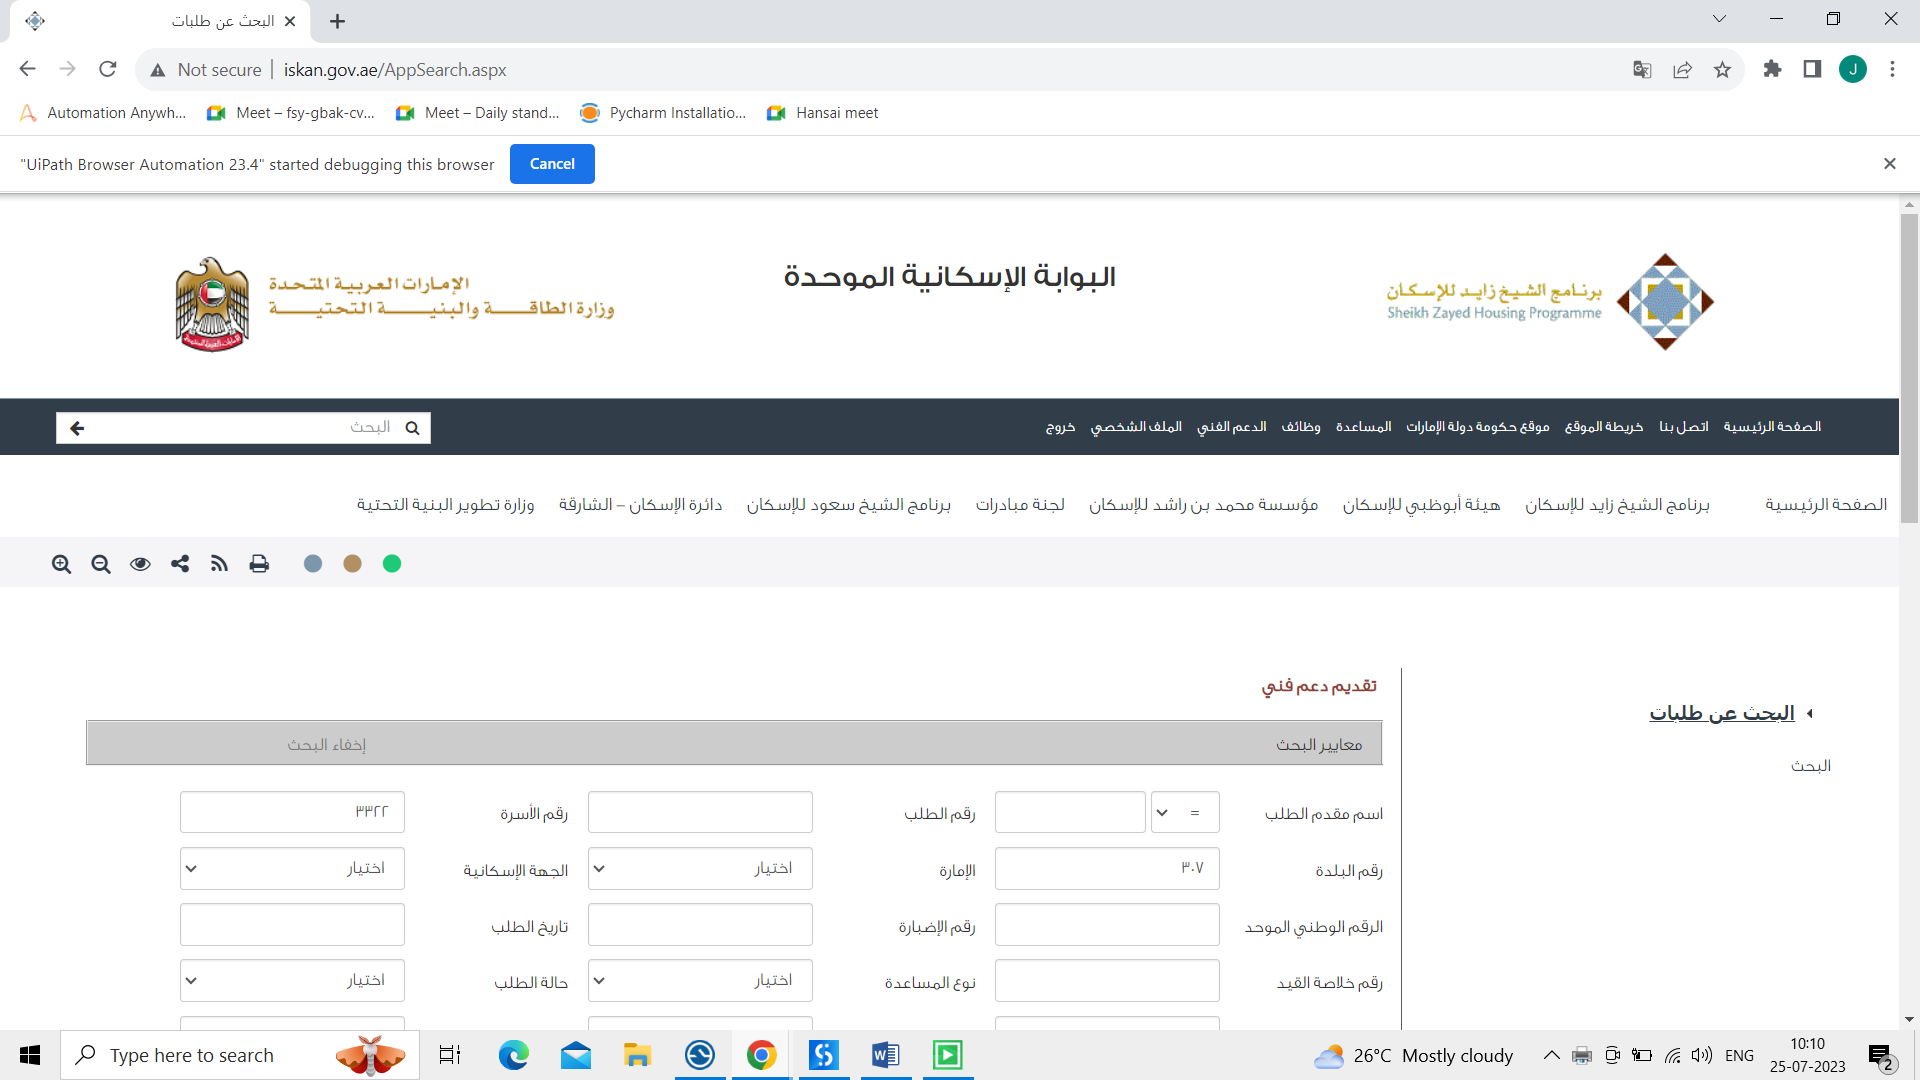 البحث عن طلبات
Not secure | iskan.gov.ae/AppSearch.aspx
J
Automation Anywh...
Meet – fsy-gbak-cv...
Meet – Daily stand...
Pycharm Installatio...
Hansai meet
"UiPath Browser Automation 23.4" started debugging this browser
Cancel
برنامج الشيخ زايد للإسكان
Sheikh Zayed Housing Programme
البوابة الإسكانية الموحدة
الإمارات العربية المتحدة
وزارة الطاقة والبنية التحتية
الصفحة الرئيسية اتصل بنا خريطة الموقع موقع حكومة دولة الإمارات المساعدة وظائف الدعم الفني الملف الشخصي خروج
البحث
الصفحة الرئيسية برنامج الشيخ زايد للإسكان هيئة أبوظبي للإسكان مؤسسة محمد بن راشد للإسكان لجنة مبادرات برنامج الشيخ سعود للإسكان دائرة الإسكان – الشارقة وزارة تطوير البنية التحتية
البحث عن طلبات
البحث
تقديم دعم فني
معايير البحث إخفاء البحث
اسم مقدم الطلب = رقم الطلب رقم الأسرة ٣٣٢٢
رقم البلدة ٣٠٧ الإمارة اختيار الجهة الإسكانية اختيار
الرقم الوطني الموحد رقم الإضبارة تاريخ الطلب
رقم خلاصة القيد نوع المساعدة اختيار حالة الطلب اختيار
Type here to search
26°C Mostly cloudy
ENG
10:10
25-07-2023
2